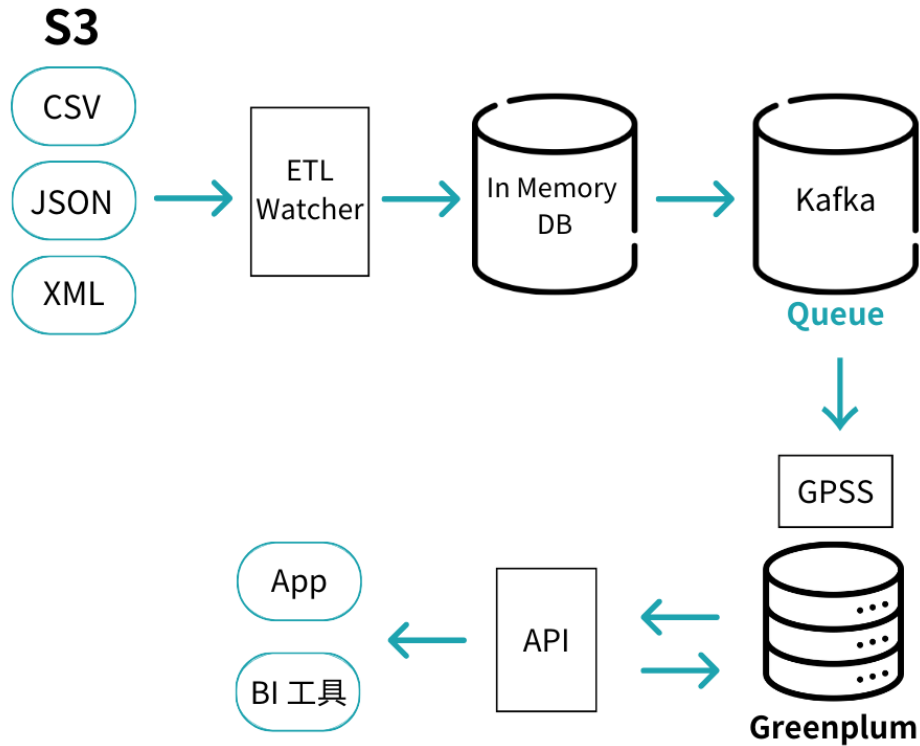 S3
CSV
JSON
XML
ETL
Watcher
In Memory
DB
Kafka
Queue
GPSS
Greenplum
API
App
BI 工具